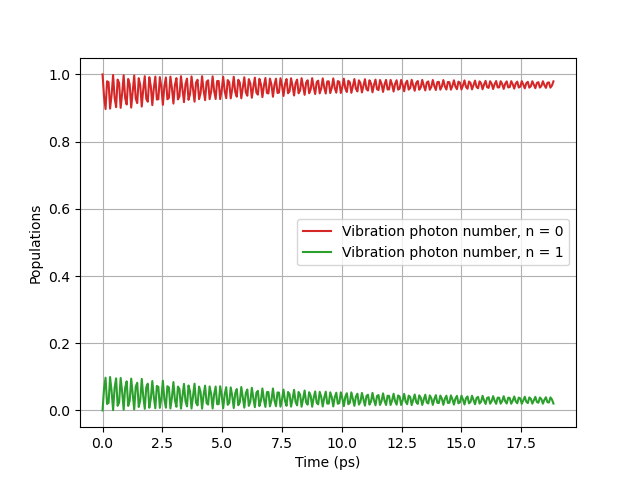 1.0
0.8
0.6
0.4
0.2
0.0
Populations
Vibration photon number, n = 0
Vibration photon number, n = 1
0.0 2.5 5.0 7.5 10.0 12.5 15.0 17.5
Time (ps)